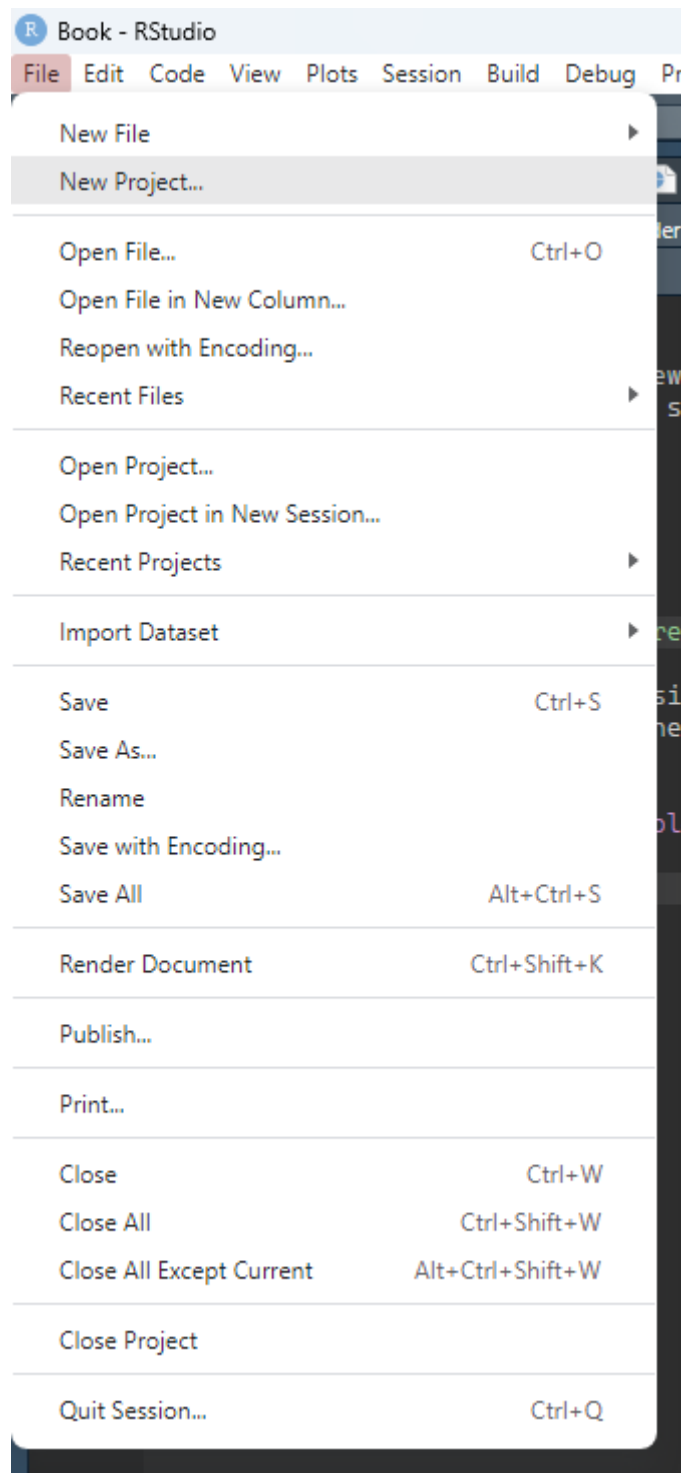 R Book - RStudio
File Edit Code View Plots Session Build Debug Pr
New File
New Project...
Open File... Ctrl+O
Open File in New Column...
Reopen with Encoding...
Recent Files
Open Project...
Open Project in New Session...
Recent Projects
Import Dataset
Save Ctrl+S
Save As...
Rename
Save with Encoding...
Save All Alt+Ctrl+S
Render Document Ctrl+Shift+K
Publish...
Print...
Close Ctrl+W
Close All Ctrl+Shift+W
Close All Except Current Alt+Ctrl+Shift+W
Close Project
Quit Session... Ctrl+Q